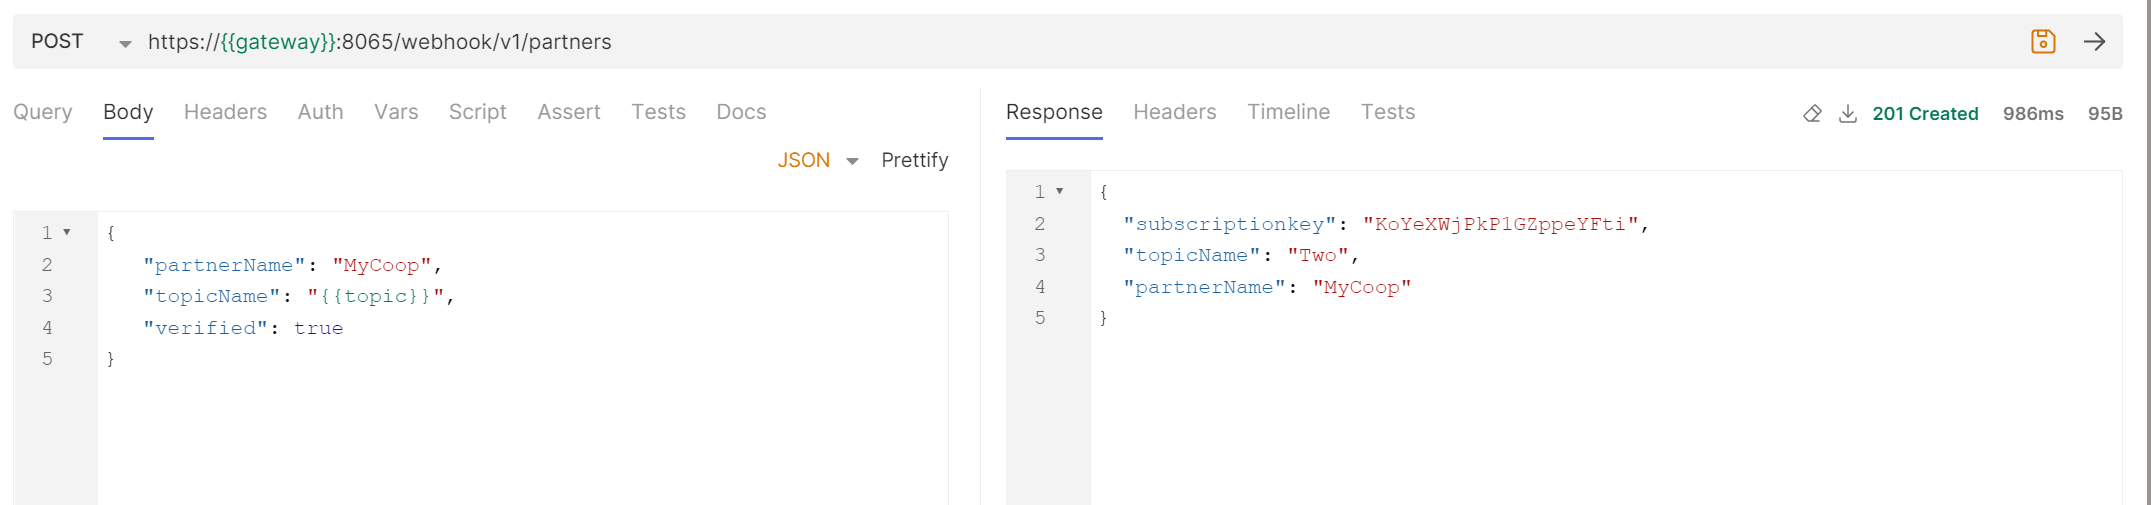 POST https://{{gateway}}:8065/webhook/v1/partners
Query Body Headers Auth Vars Script Assert Tests Docs
JSON Prettify
1 {
2 "partnerName": "MyCoop",
3 "topicName": "{{topic}}",
4 "verified": true
5 }
Response Headers Timeline Tests 201 Created 986ms 95B
1 {
2 "subscriptionkey": "KoYeXWjPkP1GZppeYFti",
3 "topicName": "Two",
4 "partnerName": "MyCoop"
5 }